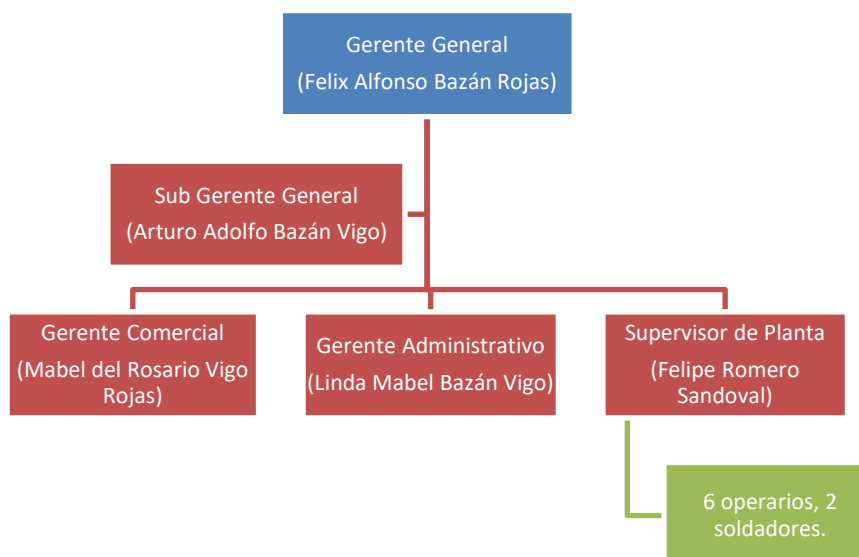 Gerente General
(Felix Alfonso Bazán Rojas)
Sub Gerente General
(Arturo Adolfo Bazán Vigo)
Gerente Comercial
(Mabel del Rosario Vigo
Rojas)
Gerente Administrativo
(Linda Mabel Bazán Vigo)
Supervisor de Planta
(Felipe Romero
Sandoval)
6 operarios, 2
soldadores.